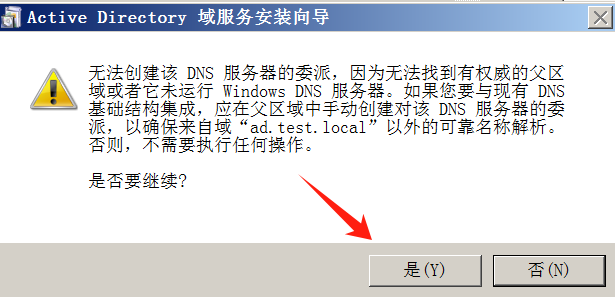 Active Directory 域服务安装向导
无法创建该 DNS 服务器的委派，因为无法找到有权威的父区
域或者它未运行 Windows DNS 服务器。如果您要与现有 DNS
基础结构集成，应在父区域中手动创建对该 DNS 服务器的委
派，以确保来自域“ad.test.local”以外的可靠名称解析。
否则，不需要执行任何操作。
是否要继续?
是(Y)
否(N)